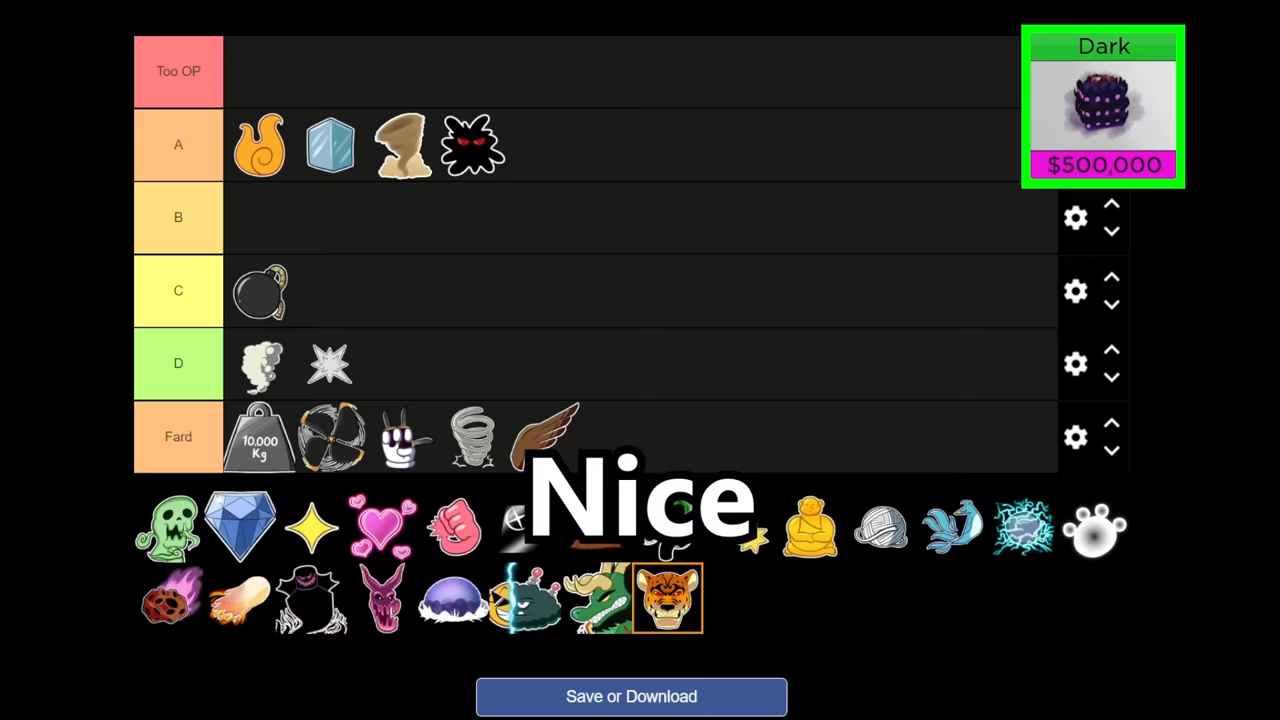 Too OP
Dark
$500,000
A
B
C
D
Fard
10,000
Kg
Nice
Save or Download